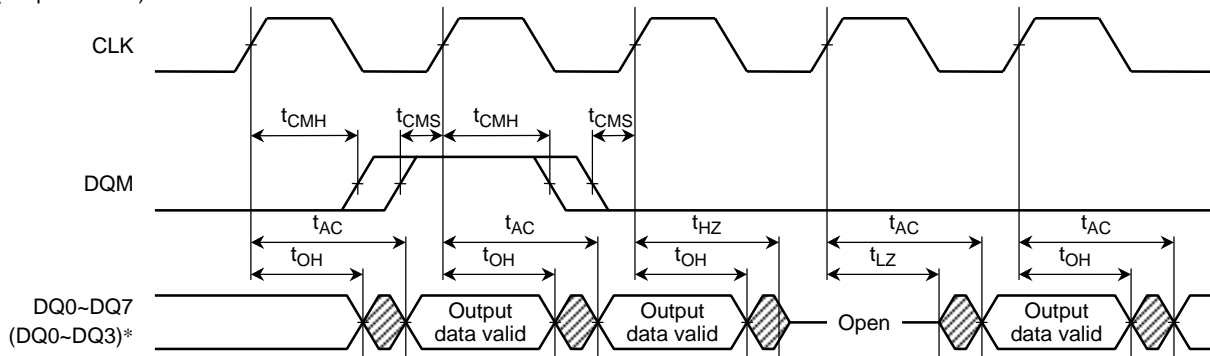 CLK
tCMH tCMS tCMH tCMS
DQM
tAC tAC tHZ tAC tAC
tOH tOH tOH tLZ tOH
DQ0~DQ7
(DQ0~DQ3)*
Output
data valid
Output
data valid
Open
Output
data valid